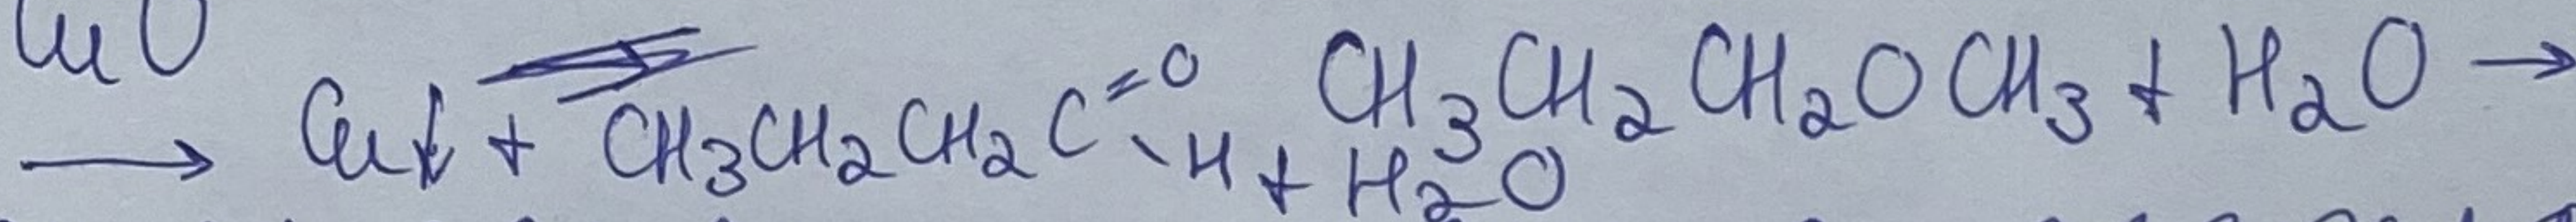 CuO
→ Cu↓ + CH₃CH₂CH₂C=O-H + H₂O
CH₃CH₂CH₂OCH₃ + H₂O →